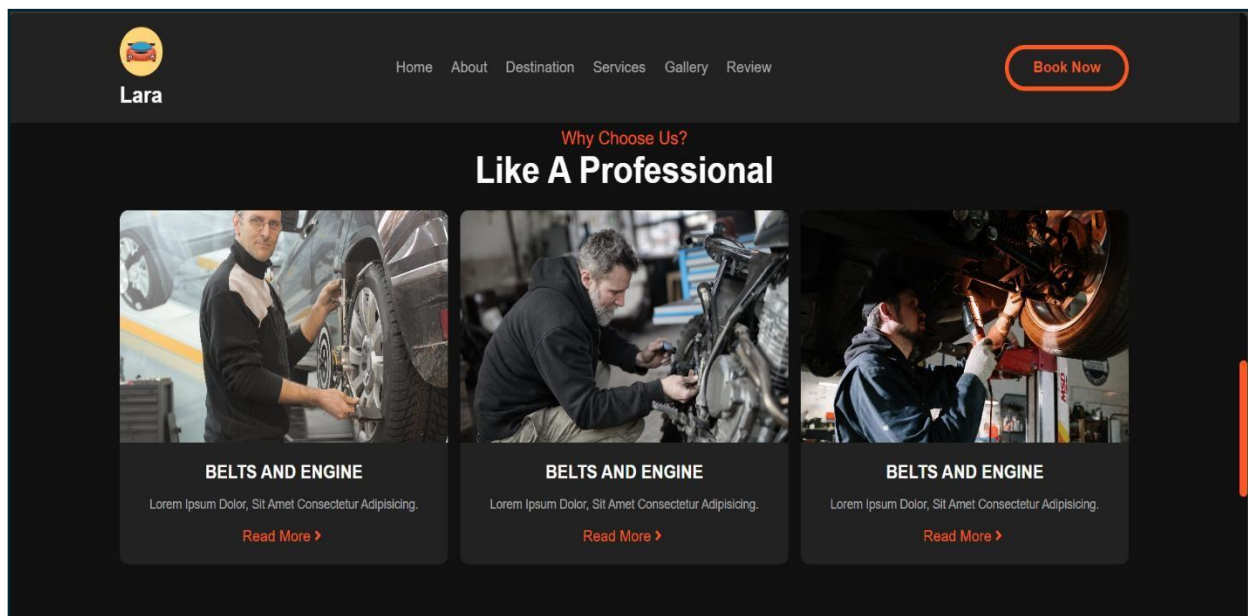 Lara
Home About Destination Services Gallery Review
Book Now
Why Choose Us?
Like A Professional
BELTS AND ENGINE
Lorem Ipsum Dolor, Sit Amet Consectetur Adipisicing.
Read More
BELTS AND ENGINE
Lorem Ipsum Dolor, Sit Amet Consectetur Adipisicing.
Read More
BELTS AND ENGINE
Lorem Ipsum Dolor, Sit Amet Consectetur Adipisicing.
Read More